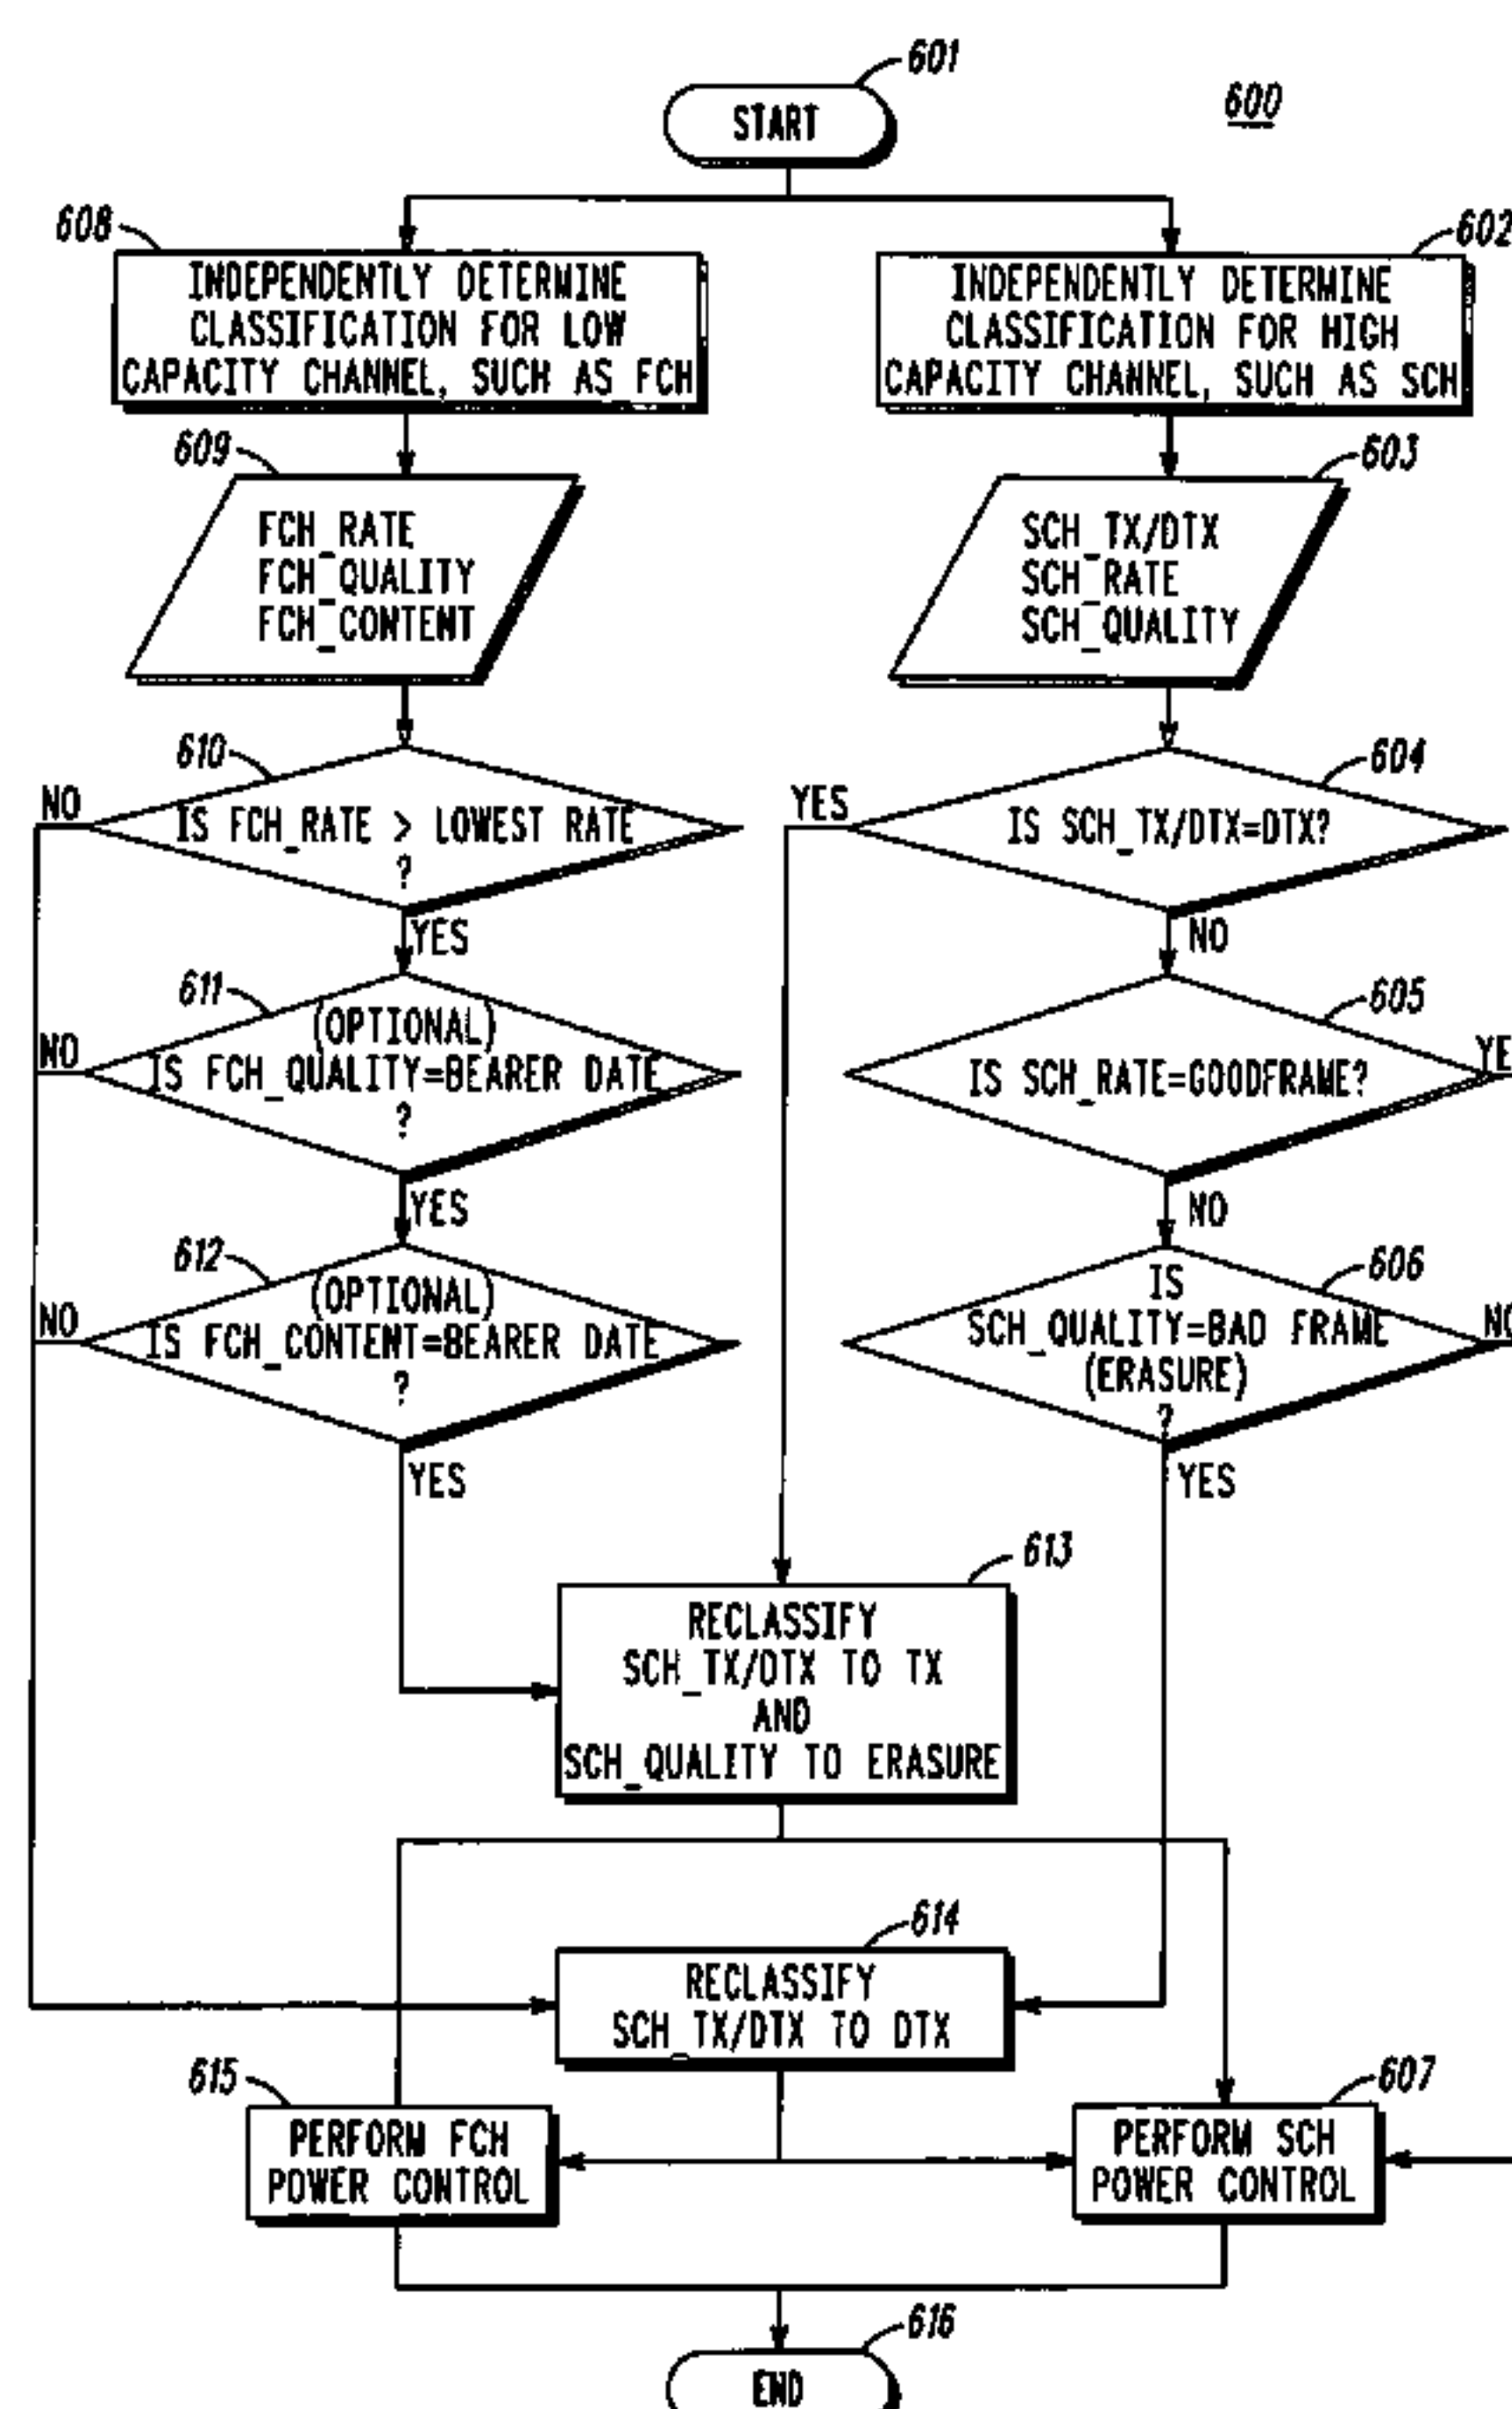 601
START
600
608
INDEPENDENTLY DETERMINE
CLASSIFICATION FOR LOW
CAPACITY CHANNEL, SUCH AS FCH
602
INDEPENDENTLY DETERMINE
CLASSIFICATION FOR HIGH
CAPACITY CHANNEL, SUCH AS SCH
609
FCH_RATE
FCH_QUALITY
FCH_CONTENT
603
SCH_TX/DTX
SCH_RATE
SCH_QUALITY
610
NO
IS FCH_RATE > LOWEST RATE
?
YES
604
YES
IS SCH_TX/DTX=DTX?
NO
611
NO
(OPTIONAL)
IS FCH_QUALITY=BEARER DATE
?
YES
605
IS SCH_RATE=GOODFRAME?
YE
NO
612
NO
(OPTIONAL)
IS FCH_CONTENT=BEARER DATE
?
YES
606
IS
SCH_QUALITY=BAD FRAME
(ERASURE)
?
NO
YES
613
RECLASSIFY
SCH_TX/DTX TO TX
AND
SCH_QUALITY TO ERASURE
614
RECLASSIFY
SCH_TX/DTX TO DTX
615
PERFORM FCH
POWER CONTROL
607
PERFORM SCH
POWER CONTROL
616
END